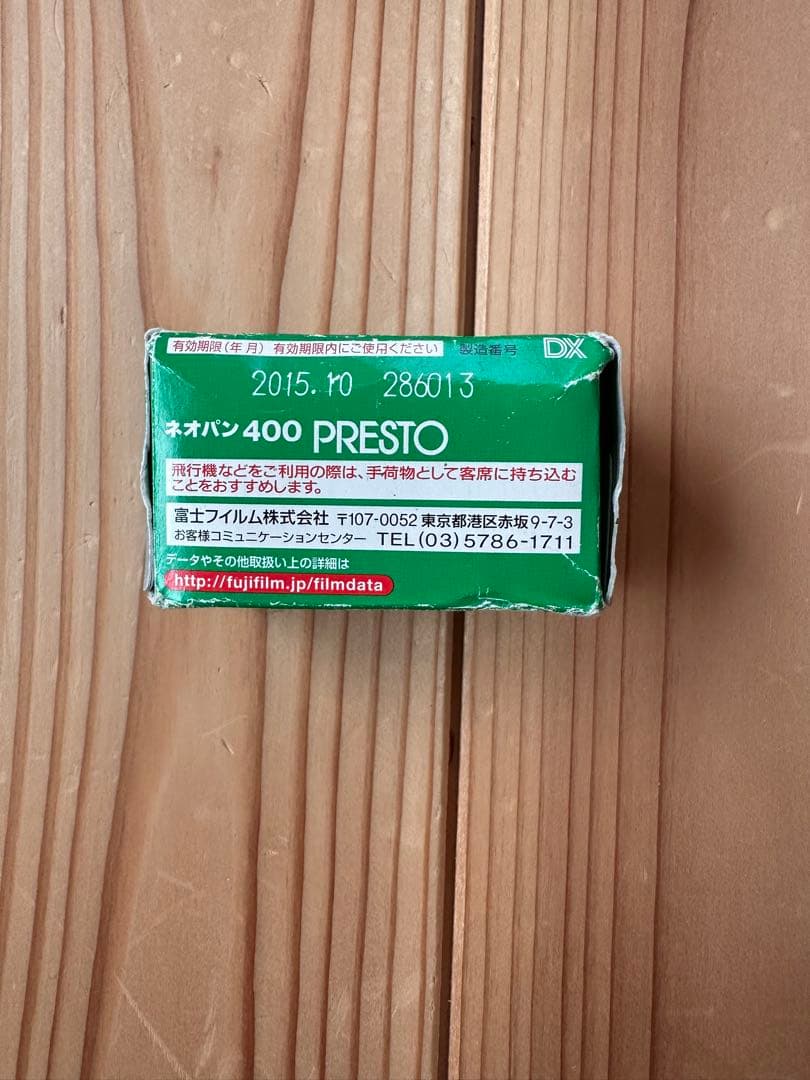 有効期限(年月) 有効期限内にご使用ください 製造番号 DX
2015.10 286013
ネオパン400 PRESTO
飛行機などをご利用の際は、手荷物として客席に持ち込む
ことをおすすめします。
富士フイルム株式会社 〒107-0052 東京都港区赤坂9-7-3
お客様コミュニケーションセンター TEL(03)5786-1711
データやその他取扱い上の詳細は
http://fujifilm.jp/filmdata